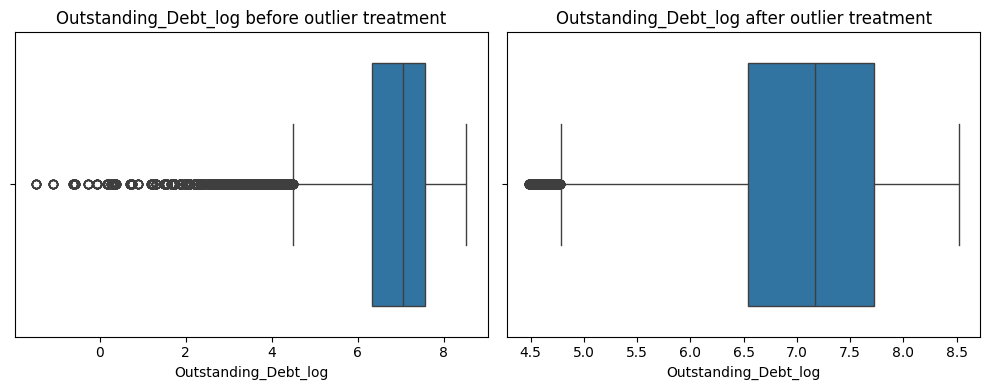 Outstanding_Debt_log before outlier treatment
0 2 4 6 8
Outstanding_Debt_log
Outstanding_Debt_log after outlier treatment
4.5 5.0 5.5 6.0 6.5 7.0 7.5 8.0 8.5
Outstanding_Debt_log